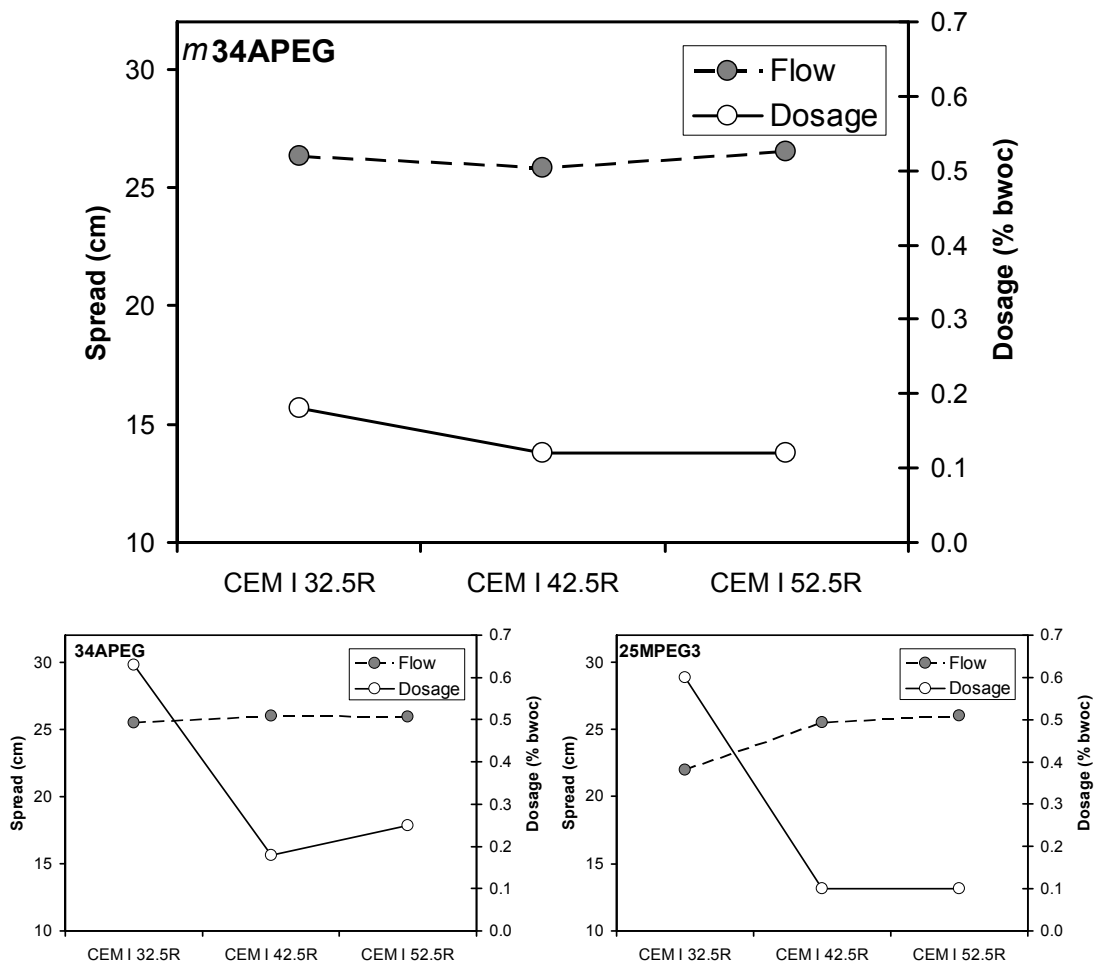 m34APEG
Flow
Dosage
Spread (cm)
30
25
20
15
10
0.7
0.6
0.5
0.4
0.3
0.2
0.1
0.0
Dosage (% bwoc)
CEM I 32.5R CEM I 42.5R CEM I 52.5R
34APEG
Flow
Dosage
Spread (cm)
30
25
20
15
10
0.7
0.6
0.5
0.4
0.3
0.2
0.1
0.0
Dosage (% bwoc)
CEM I 32.5R CEM I 42.5R CEM I 52.5R
25MPEG3
Flow
Dosage
Spread (cm)
30
25
20
15
10
0.7
0.6
0.5
0.4
0.3
0.2
0.1
0.0
Dosage (% bwoc)
CEM I 32.5R CEM I 42.5R CEM I 52.5R